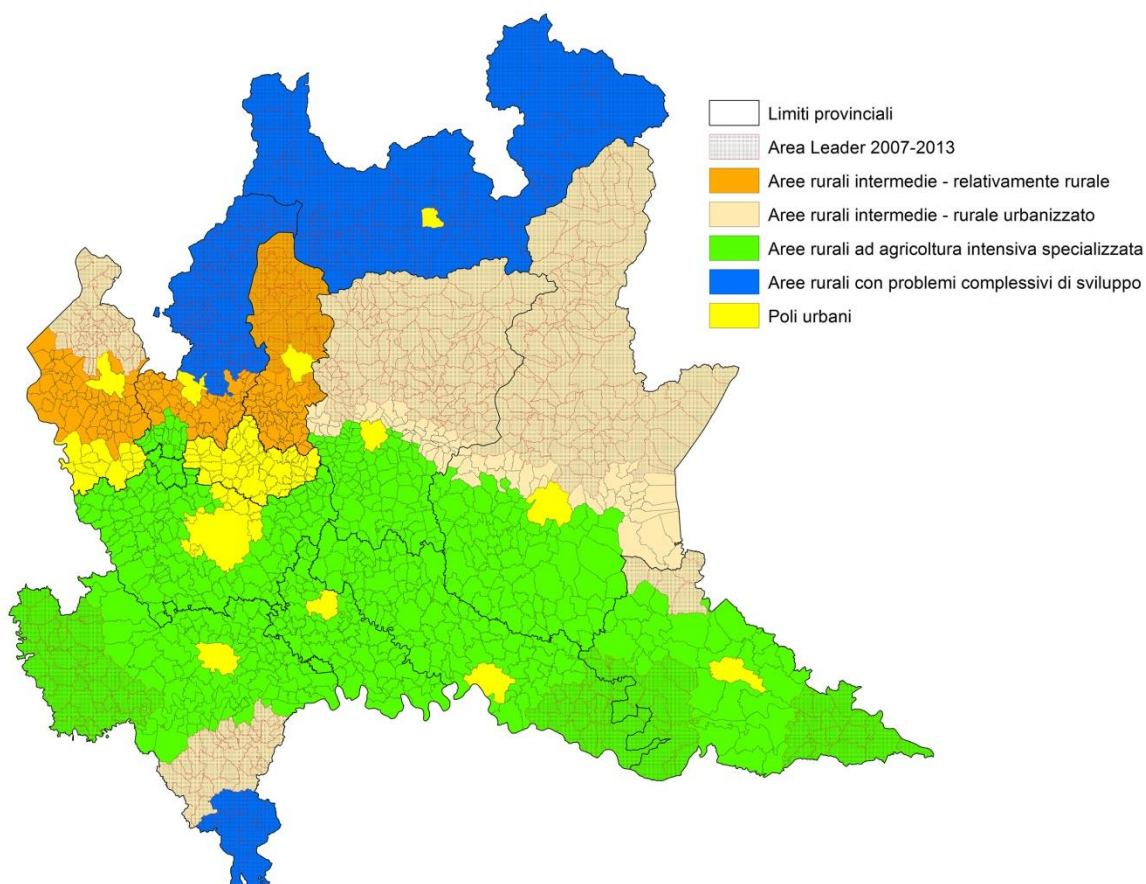 Limiti provinciali
Area Leader 2007-2013
Aree rurali intermedie - relativamente rurale
Aree rurali intermedie - rurale urbanizzato
Aree rurali ad agricoltura intensiva specializzata
Aree rurali con problemi complessivi di sviluppo
Poli urbani